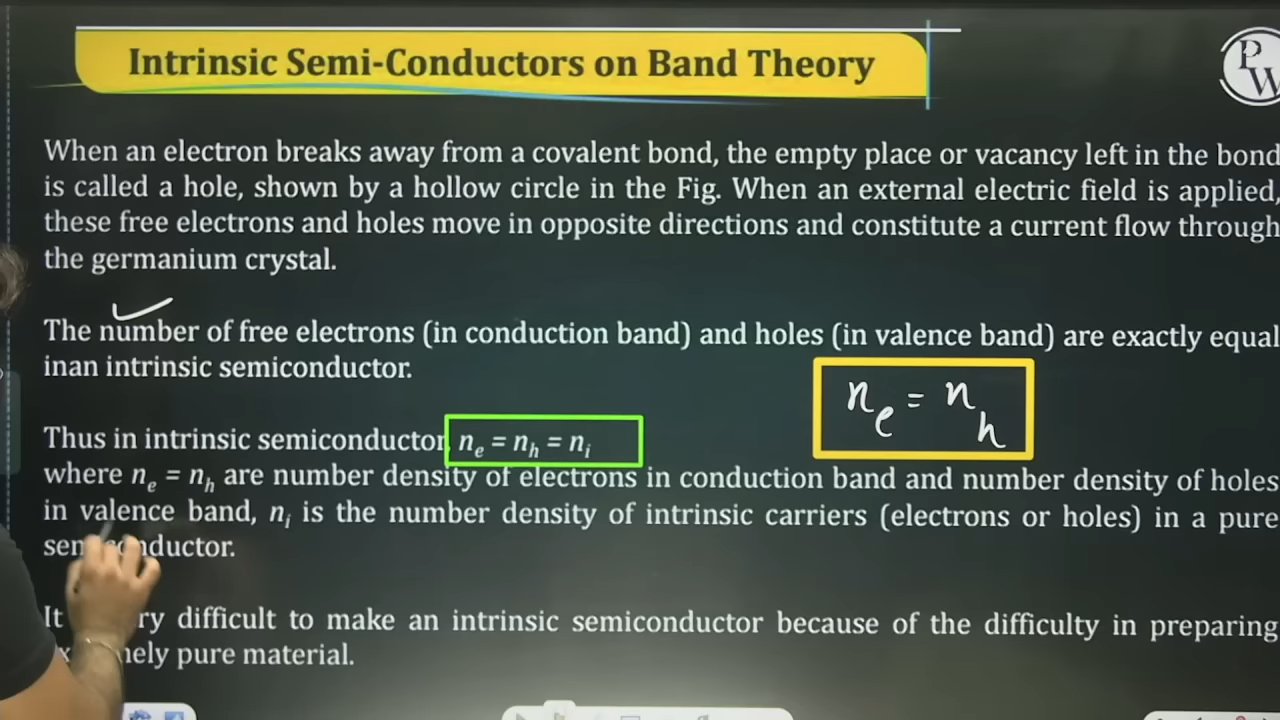 Intrinsic Semi-Conductors on Band Theory
P
W
When an electron breaks away from a covalent bond, the empty place or vacancy left in the bond
is called a hole, shown by a hollow circle in the Fig. When an external electric field is applied,
these free electrons and holes move in opposite directions and constitute a current flow through
the germanium crystal.
The number of free electrons (in conduction band) and holes (in valence band) are exactly equal
inan intrinsic semiconductor.
nₑ = nₕ
Thus in intrinsic semiconductor nₑ = nₕ = nᵢ
where nₑ = nₕ are number density of electrons in conduction band and number density of holes
in valence band, nᵢ is the number density of intrinsic carriers (electrons or holes) in a pure
It difficult to make an intrinsic semiconductor because of the difficulty in preparing
pure material.